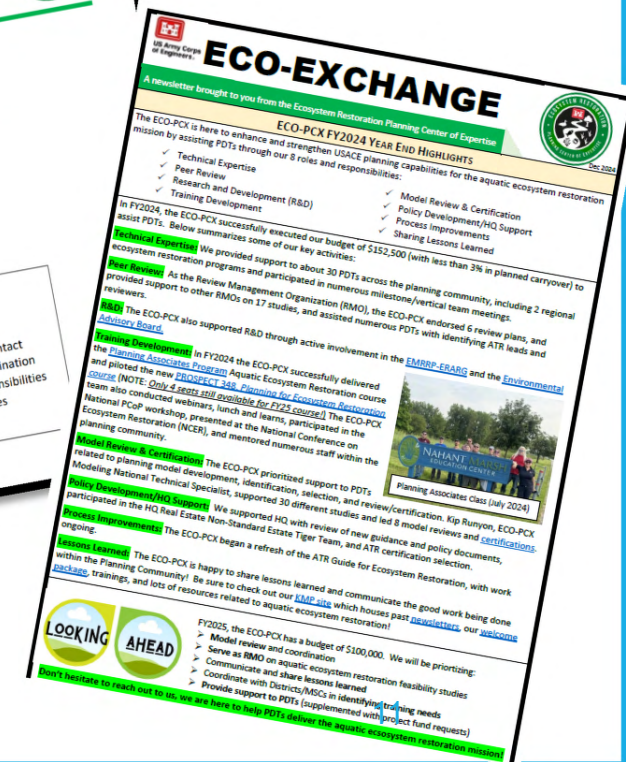 US Army Corps
of Engineers.
ECO-EXCHANGE
A newsletter brought to you from the Ecosystem Restoration Planning Center of Expertise
Dec 2024
ECO-PCX FY2024 YEAR END HIGHLIGHTS
The ECO-PCX is here to enhance and strengthen USACE planning capabilities for the aquatic ecosystem restoration
mission by assisting PDTs through our 8 roles and responsibilities:
✓ Technical Expertise
✓ Peer Review
✓ Research and Development (R&D)
✓ Training Development
✓ Model Review & Certification
✓ Policy Development/HQ Support
✓ Process Improvements
✓ Sharing Lessons Learned
In FY2024, the ECO-PCX successfully executed our budget of $152,500 (with less than 3% in planned carryover) to
assist PDTs. Below summarizes some of our key activities:
Technical Expertise: We provided support to about 30 PDTs across the planning community, including 2 regional
ecosystem restoration programs and participated in numerous milestone/vertical team meetings.
Peer Review: As the Review Management Organization (RMO), the ECO-PCX endorsed 6 review plans, and
provided support to other RMOs on 17 studies, and assisted numerous PDTs with identifying ATR leads and
reviewers.
R&D: The ECO-PCX also supported R&D through active involvement in the EMRRP-ERARG and the Environmental
Advisory Board.
Training Development: In FY2024 the ECO-PCX successfully delivered
the Planning Associates Program Aquatic Ecosystem Restoration course
and piloted the new PROSPECT 348, Planning for Ecosystem Restoration
course (NOTE: Only 4 seats still available for FY25 course!) The ECO-PCX
team also conducted webinars, lunch and learns, participated in the
National PCoP workshop, presented at the National Conference on
Ecosystem Restoration (NCER), and mentored numerous staff within the
planning community.
NAHANT MARSH
EDUCATION CENTER
Planning Associates Class (July 2024)
Model Review & Certification: The ECO-PCX prioritized support to PDTs
related to planning model development, identification, selection, and review/certification. Kip Runyon, ECO-PCX
Modeling National Technical Specialist, supported 30 different studies and led 8 model reviews and certifications.
Policy Development/HQ Support: We supported HQ with review of new guidance and policy documents,
participated in the HQ Real Estate Non-Standard Estate Tiger Team, and ATR certification selection.
Process Improvements: The ECO-PCX began a refresh of the ATR Guide for Ecosystem Restoration, with work
ongoing.
Lessons Learned: The ECO-PCX is happy to share lessons learned and communicate the good work being done
within the Planning Community! Be sure to check out our KMP site which houses past newsletters, our welcome
package, trainings, and lots of resources related to aquatic ecosystem restoration!
LOOKING
AHEAD
FY2025, the ECO-PCX has a budget of $100,000. We will be prioritizing:
➢ Model review and coordination
➢ Serve as RMO on aquatic ecosystem restoration feasibility studies
➢ Communicate and share lessons learned
➢ Coordinate with Districts/MSCs in identifying training needs
➢ Provide support to PDTs (supplemented with project fund requests)
Don't hesitate to reach out to us, we are here to help PDTs deliver the aquatic ecsosystem restoration mission!
11